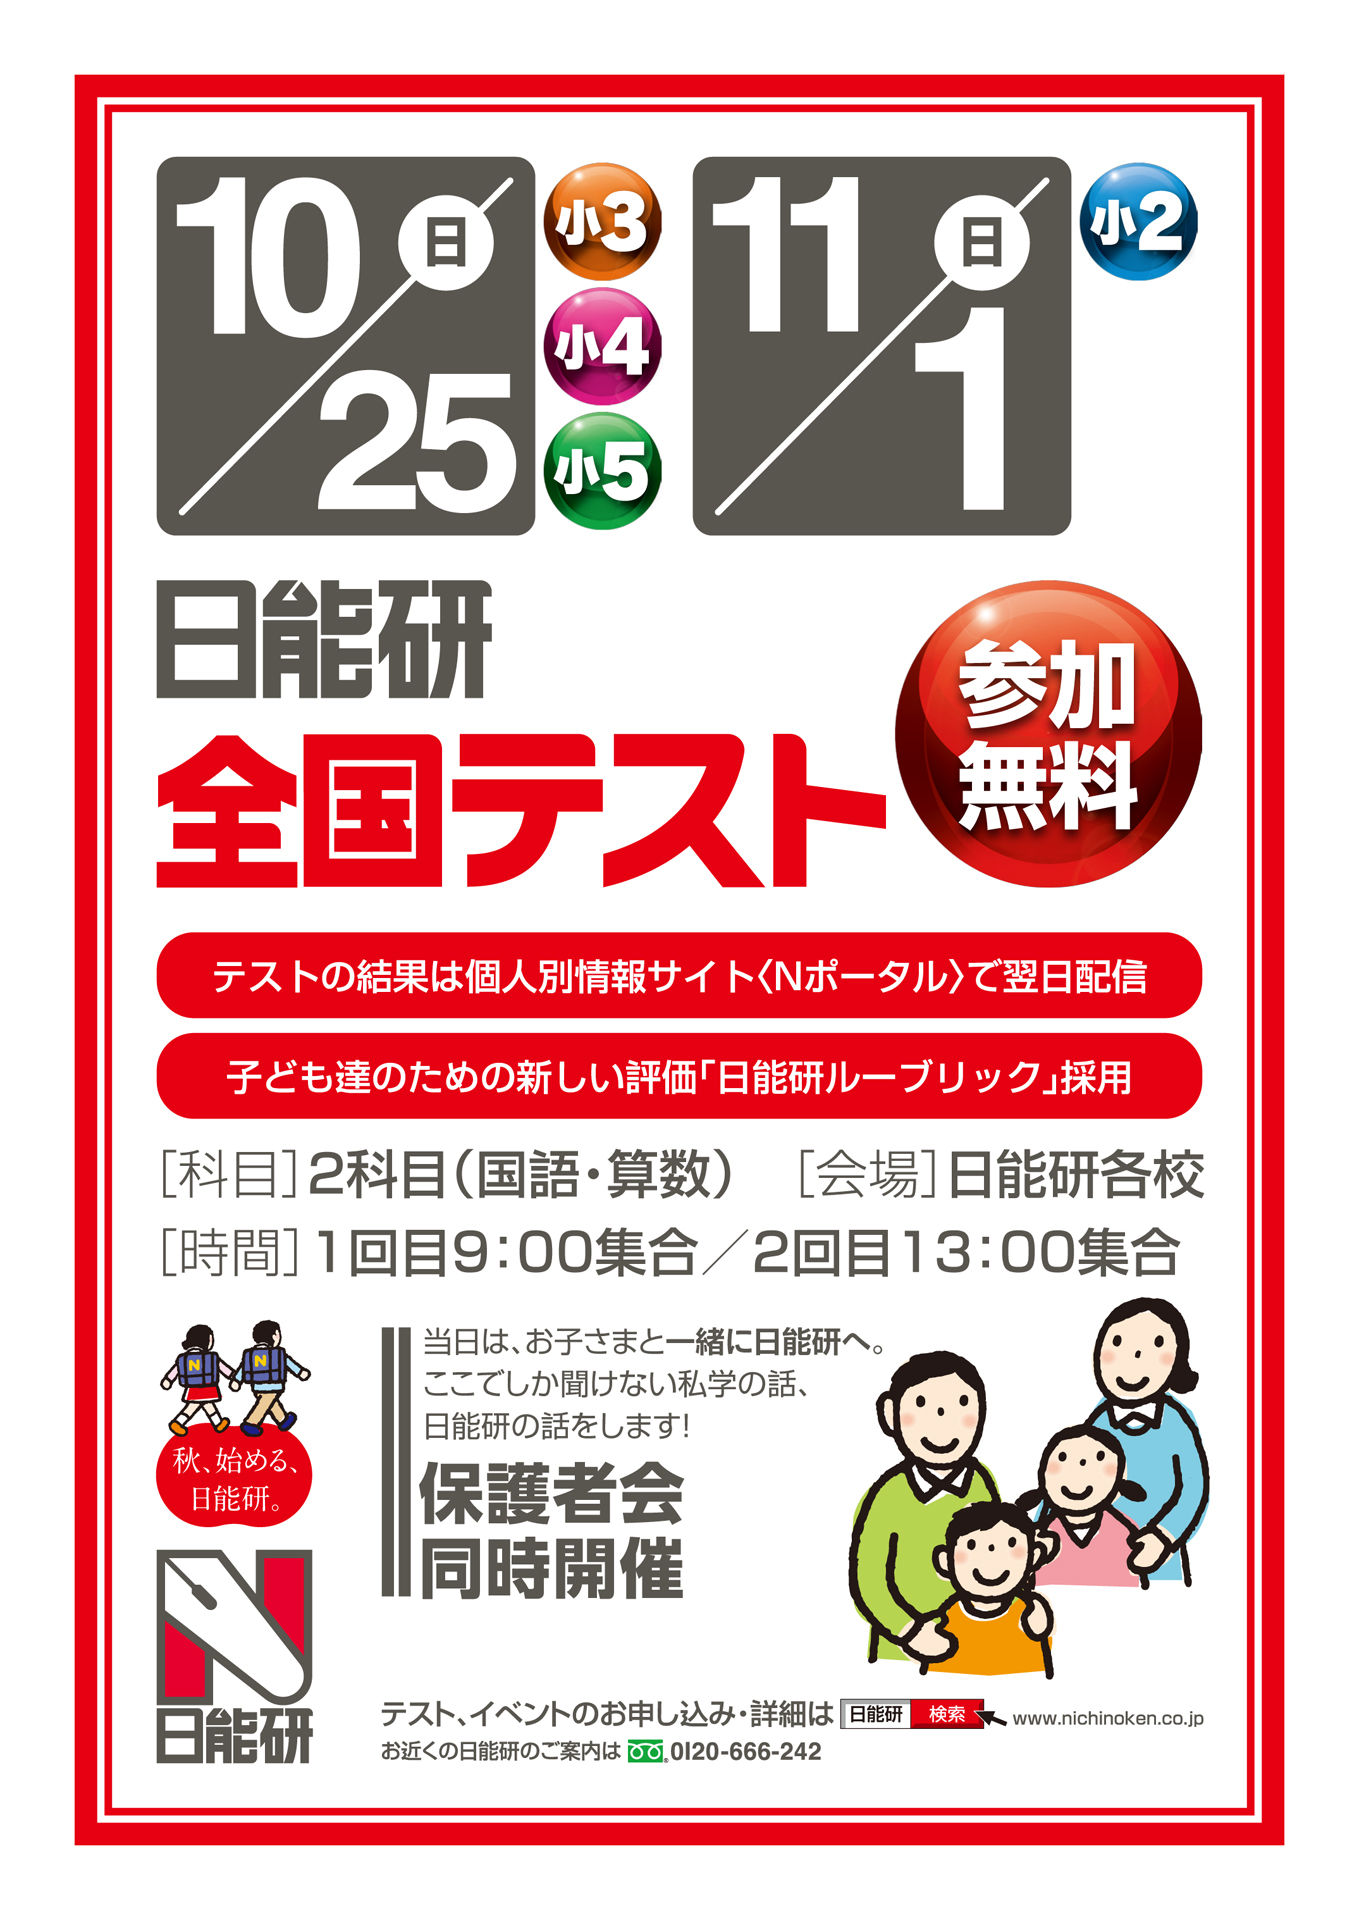 10
日
25
小3
小4
小5
11
日
1
小2
日能研
全国テスト
参加
無料
テストの結果は個人別情報サイト〈Nポータル〉で翌日配信
子ども達のための新しい評価「日能研ルーブリック」採用
[科目]2科目(国語・算数) [会場]日能研各校
[時間]1回目9:00集合/2回目13:00集合
N
N
秋、始める、
日能研。
当日は、お子さまと一緒に日能研へ。
ここでしか聞けない私学の話、
日能研の話をします!
保護者会
同時開催
N
日能研
テスト、イベントのお申し込み・詳細は 日能研 検索 www.nichinoken.co.jp
お近くの日能研のご案内は 0120-666-242